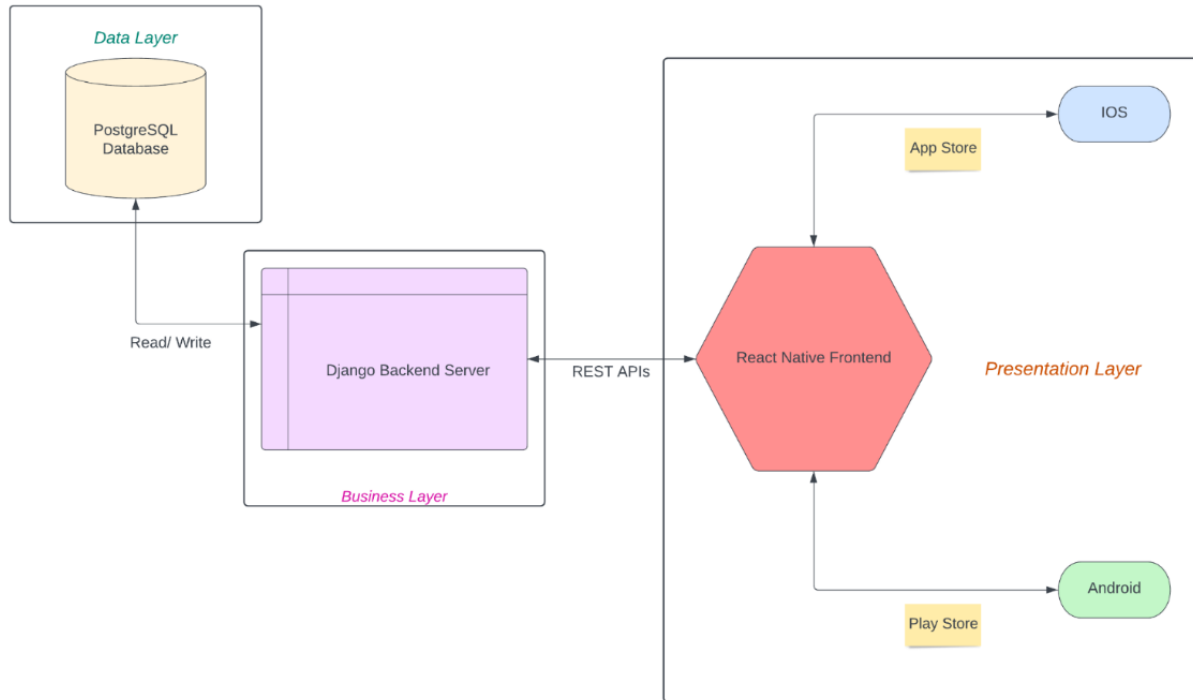 Data Layer
PostgreSQL
Database
Read/ Write
Django Backend Server
Business Layer
REST APIs
React Native Frontend
App Store
IOS
Presentation Layer
Play Store
Android